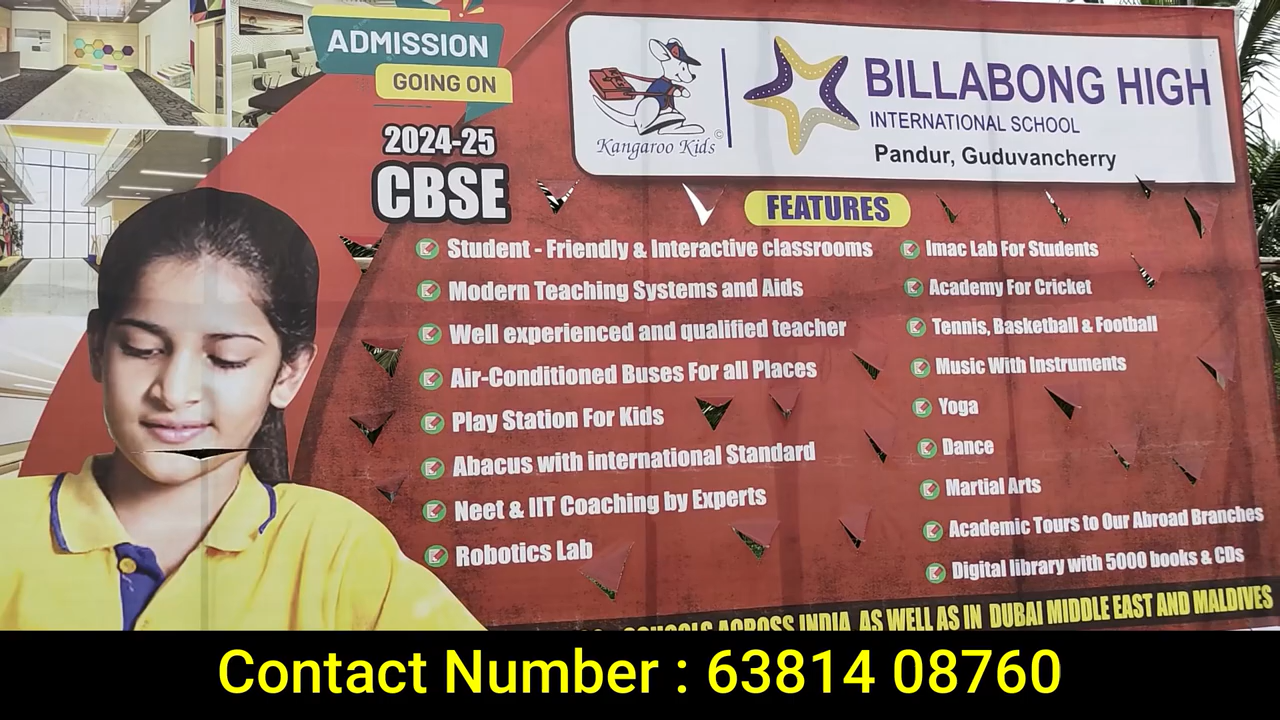 ADMISSION
GOING ON
2024-25
CBSE
Kangaroo Kids
©
BILLABONG HIGH
INTERNATIONAL SCHOOL
Pandur, Guduvancherry
FEATURES
Student - Friendly & Interactive classrooms
Modern Teaching Systems and Aids
Well experienced and qualified teacher
Air-Conditioned Buses For all Places
Play Station For Kids
Abacus with international Standard
Neet & IIT Coaching by Experts
Robotics Lab
Imac Lab For Students
Academy For Cricket
Tennis, Basketball & Football
Music With Instruments
Yoga
Dance
Martial Arts
Academic Tours to Our Abroad Branches
Digital library with 5000 books & CDs
SCHOOLS ACROSS INDIA AS WELL AS IN DUBAI MIDDLE EAST AND MALDIVES
Contact Number : 63814 08760